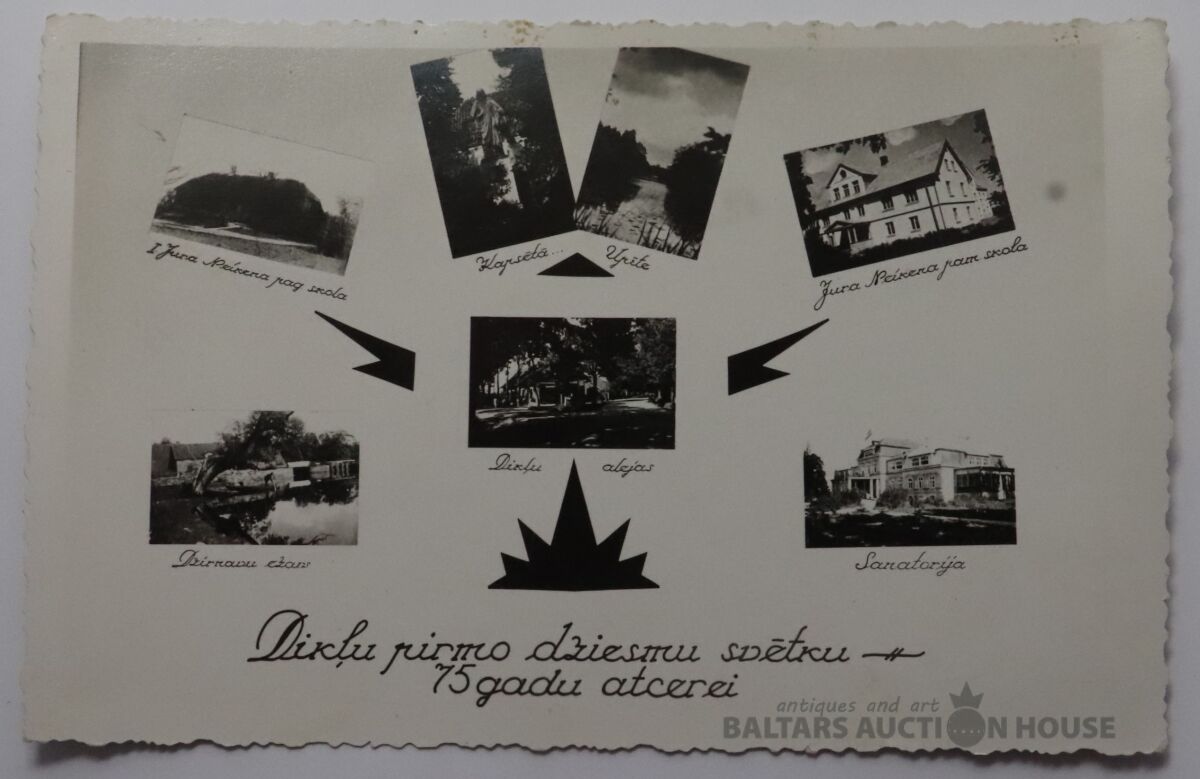 I Jura Neikena pag skola
Kapsētā...
Upīte
Jura Neikena pam skola
Dikļu alejas
Dzirnavu ezars
Sanatorija
Dikļu pirmo dziesmu svētku
75 gadu atcerei
antiques and art
BALTARS AUCTION HOUSE